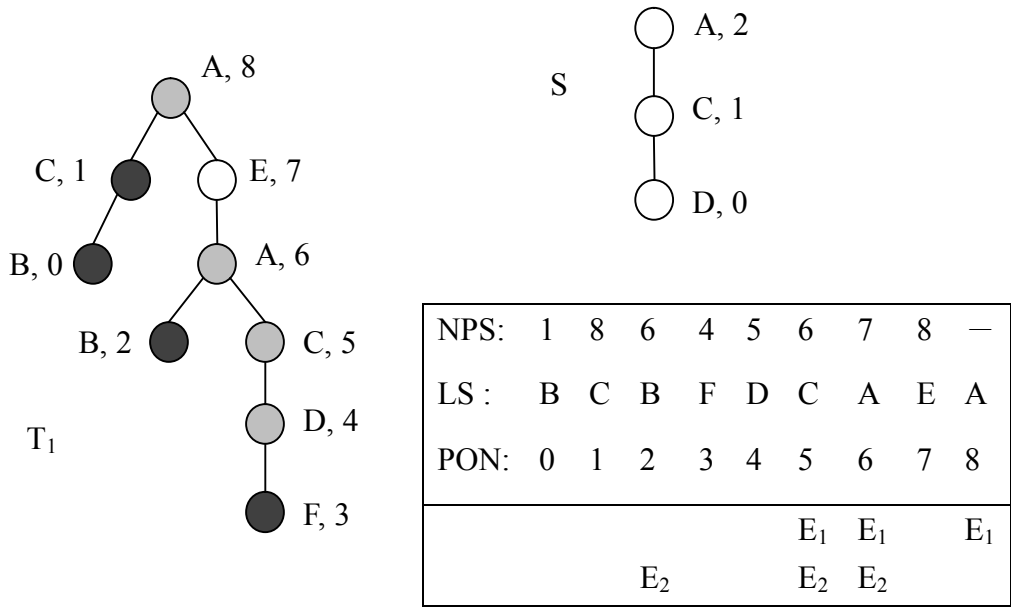 A, 8
C, 1
E, 7
B, 0
A, 6
B, 2
C, 5
D, 4
F, 3
T₁
S
A, 2
C, 1
D, 0
NPS: 1 8 6 4 5 6 7 8 —
LS : B C B F D C A E A
PON: 0 1 2 3 4 5 6 7 8
E₁ E₁ E₁
E₂ E₂ E₂